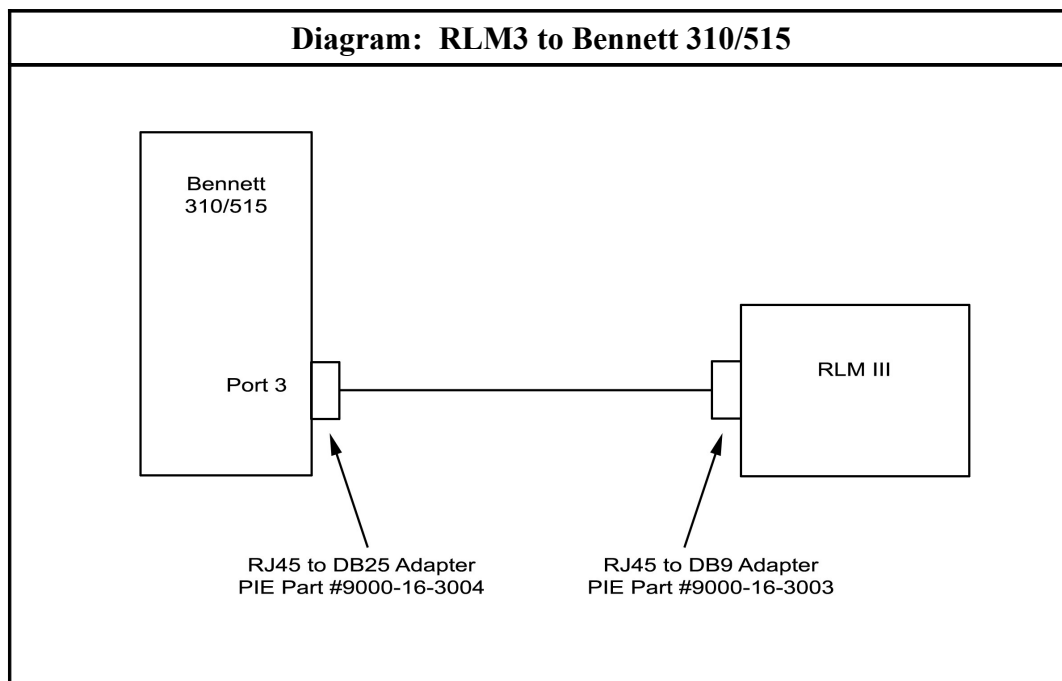 Diagram: RLM3 to Bennett 310/515
Bennett
310/515
Port 3
RLM III
RJ45 to DB25 Adapter
PIE Part #9000-16-3004
RJ45 to DB9 Adapter
PIE Part #9000-16-3003